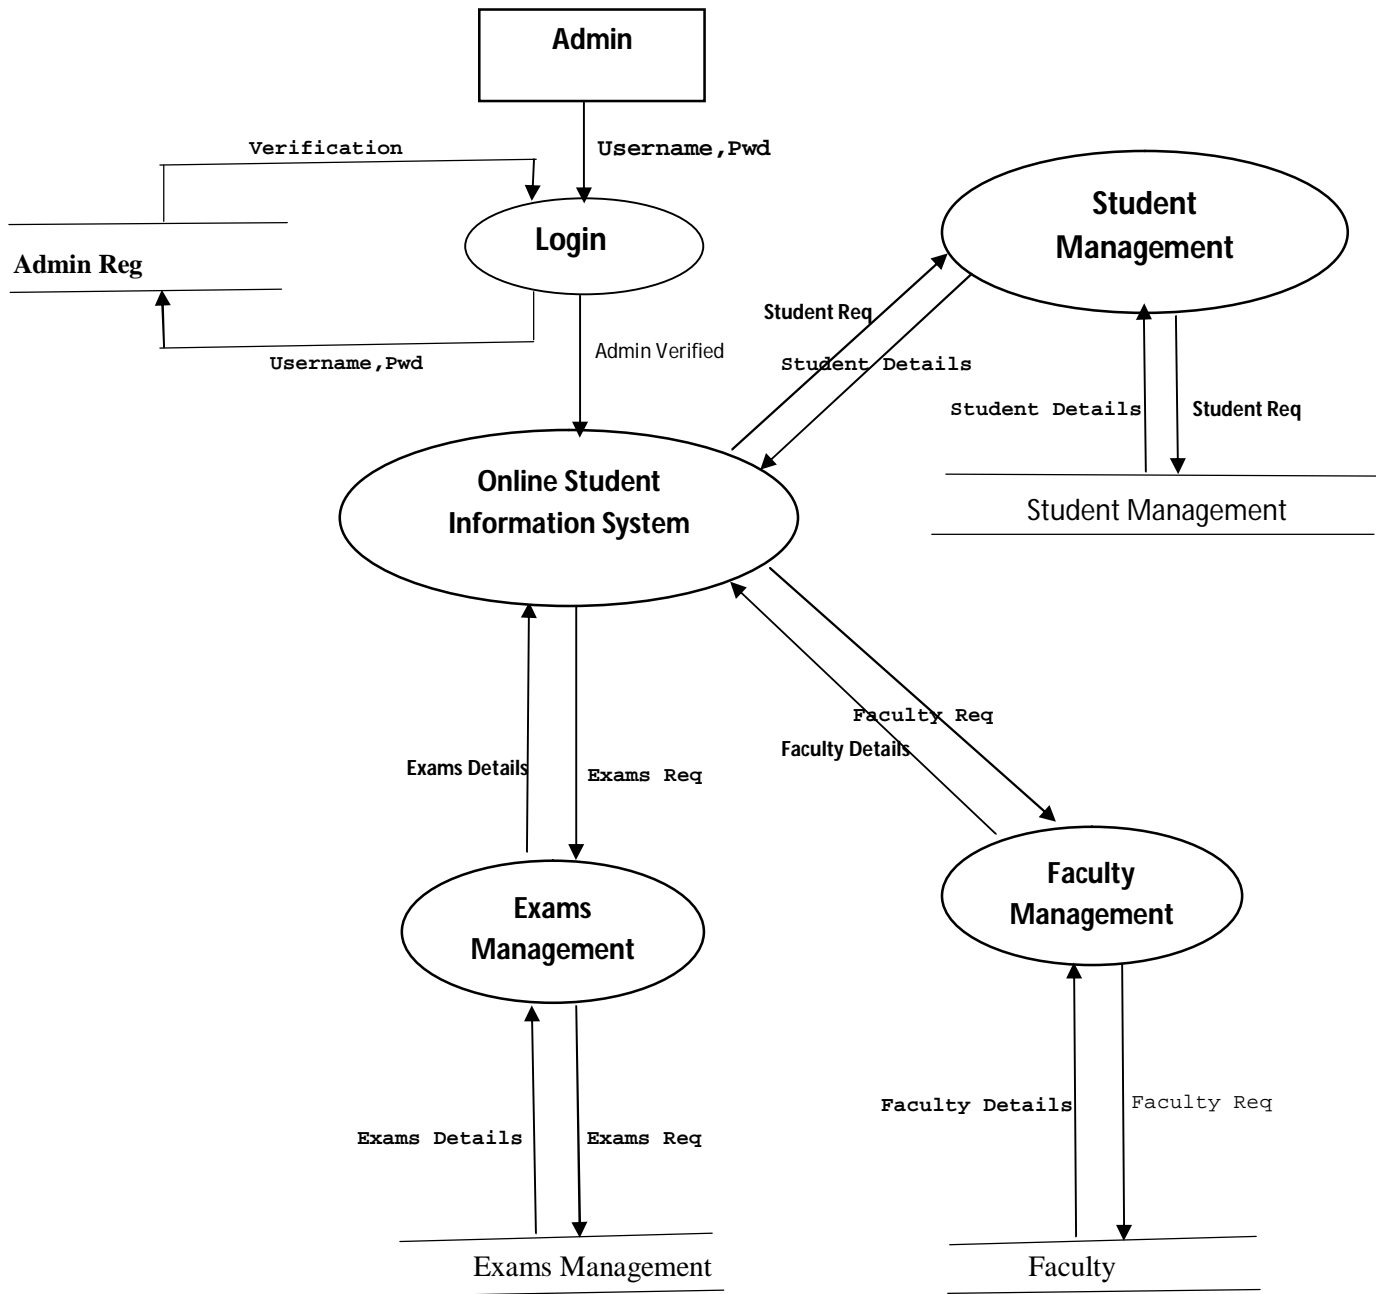 Admin
Verification
Username,Pwd
Student
Management
Login
Admin Reg
Student Req
Admin Verified
Username,Pwd
Student Details
Student Details
Student Req
Online Student
Information System
Student Management
Faculty Req
Faculty Details
Exams Details
Exams Req
Faculty
Management
Exams
Management
Faculty Details
Faculty Req
Exams Details
Exams Req
Exams Management
Faculty